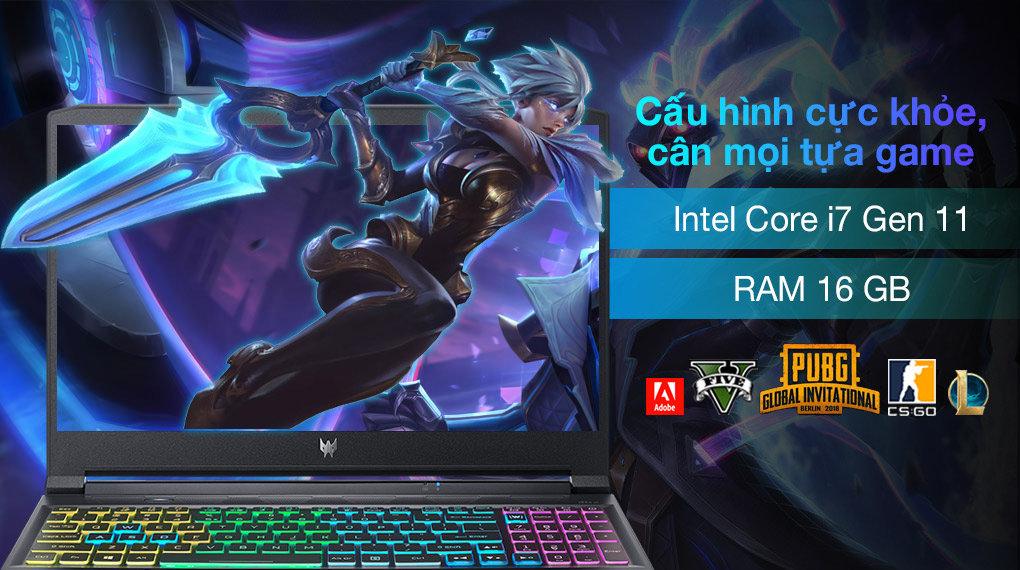 Cấu hình cực khỏe,
cân mọi tựa game
Intel Core i7 Gen 11
RAM 16 GB
Adobe
V
FIVE
PUBG
GLOBAL INVITATIONAL
BERLIN 2018
CS:GO
L